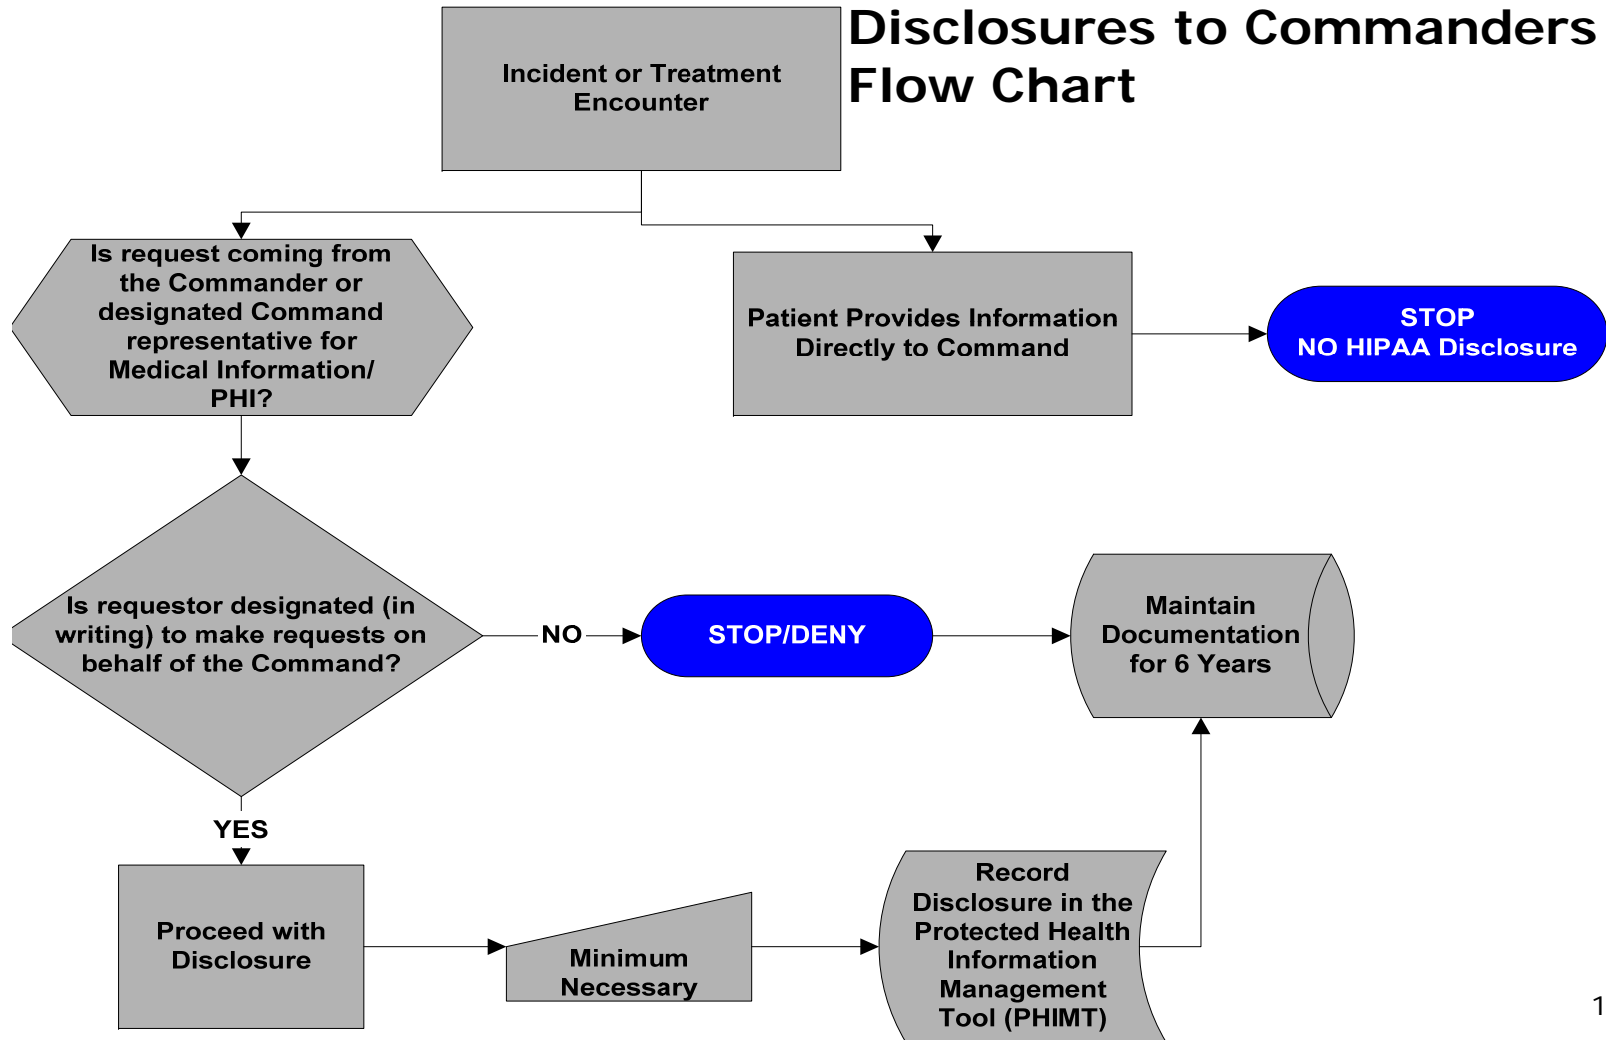 Disclosures to Commanders
Flow Chart
Incident or Treatment
Encounter
Is request coming from
the Commander or
designated Command
representative for
Medical Information/
PHI?
Patient Provides Information
Directly to Command
STOP
NO HIPAA Disclosure
Is requestor designated (in
writing) to make requests on
behalf of the Command?
NO
STOP/DENY
Maintain
Documentation
for 6 Years
YES
Proceed with
Disclosure
Minimum
Necessary
Record
Disclosure in the
Protected Health
Information
Management
Tool (PHIMT)
1